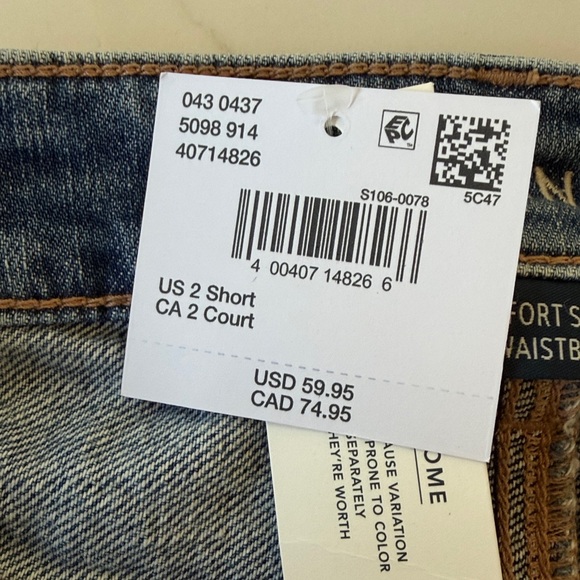 043 0437
5098 914
40714826
EPC
5C47
S106-0078
4 00407 14826 6
US 2 Short
CA 2 Court
USD 59.95
CAD 74.95
FORT S
WAISTB
OME
AUSE VARIATION
PRONE TO COLOR
SEPARATELY
THEY'RE WORTH